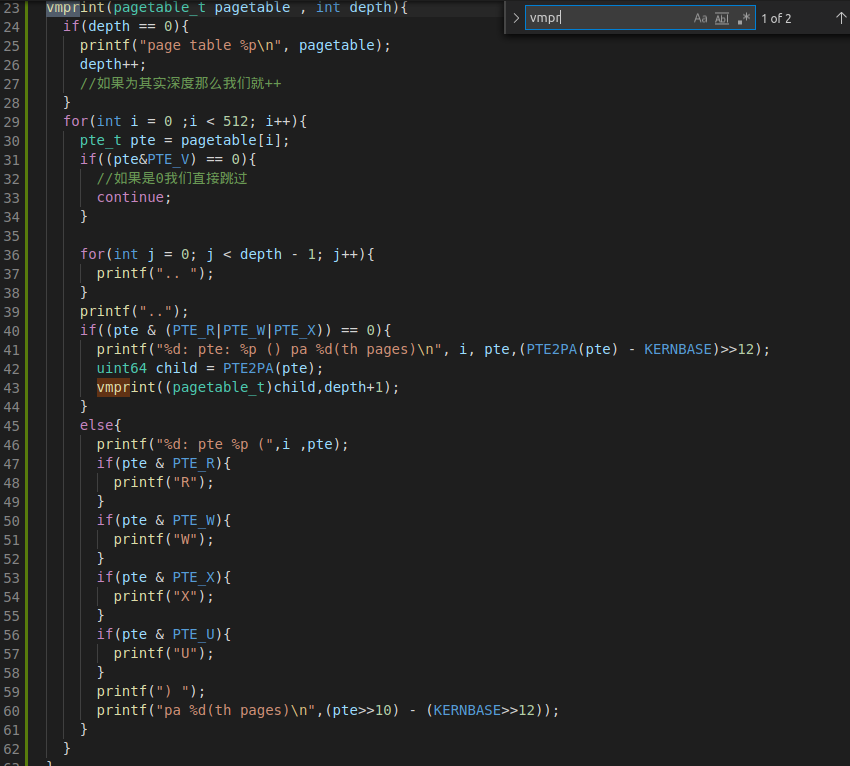 vmpr
Aa Abl .* 1 of 2
23 vmprint(pagetable_t pagetable , int depth){
24 if(depth == 0){
25 printf("page table %p\n", pagetable);
26 depth++;
27 //如果为其实深度那么我们就++
28 }
29 for(int i = 0 ;i < 512; i++){
30 pte_t pte = pagetable[i];
31 if((pte&PTE_V) == 0){
32 //如果是0我们直接跳过
33 continue;
34 }
35
36 for(int j = 0; j < depth - 1; j++){
37 printf(".. ");
38 }
39 printf("..");
40 if((pte & (PTE_R|PTE_W|PTE_X)) == 0){
41 printf("%d: pte: %p () pa %d(th pages)\n", i, pte,(PTE2PA(pte) - KERNBASE)>>12);
42 uint64 child = PTE2PA(pte);
43 vmprint((pagetable_t)child,depth+1);
44 }
45 else{
46 printf("%d: pte %p (",i ,pte);
47 if(pte & PTE_R){
48 printf("R");
49 }
50 if(pte & PTE_W){
51 printf("W");
52 }
53 if(pte & PTE_X){
54 printf("X");
55 }
56 if(pte & PTE_U){
57 printf("U");
58 }
59 printf(") ");
60 printf("pa %d(th pages)\n",(pte>>10) - (KERNBASE>>12));
61 }
62 }